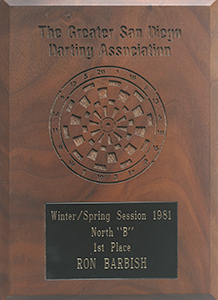 The Greater San Diego
Darting Association
Winter/Spring Session 1981
North "B"
1st Place
RON BARBISH